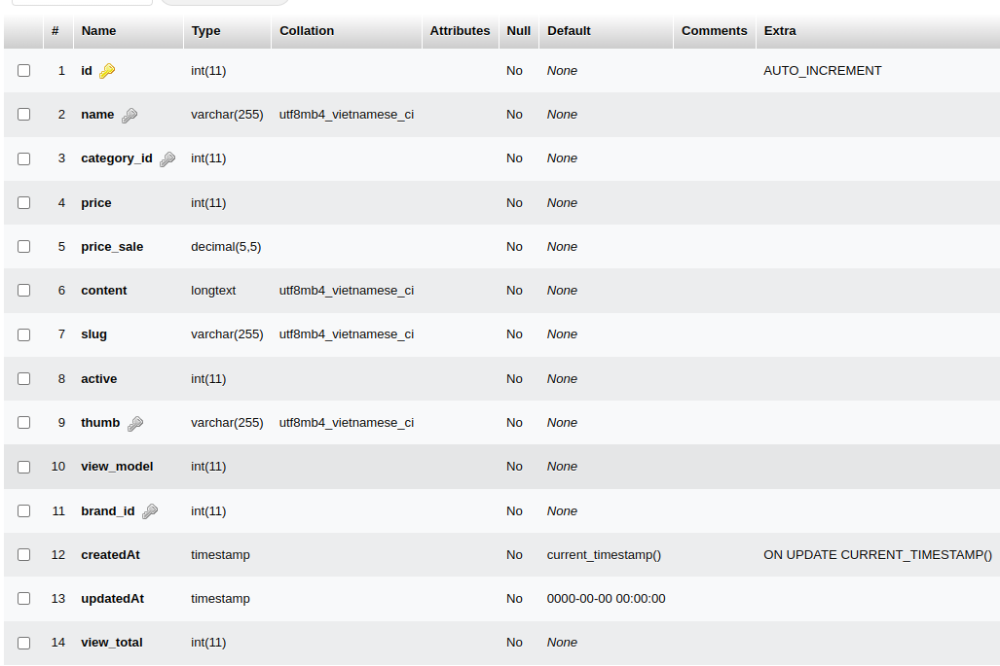 # Name Type Collation Attributes Null Default Comments Extra
1 id int(11) No None AUTO_INCREMENT
2 name varchar(255) utf8mb4_vietnamese_ci No None
3 category_id int(11) No None
4 price int(11) No None
5 price_sale decimal(5,5) No None
6 content longtext utf8mb4_vietnamese_ci No None
7 slug varchar(255) utf8mb4_vietnamese_ci No None
8 active int(11) No None
9 thumb varchar(255) utf8mb4_vietnamese_ci No None
10 view_model int(11) No None
11 brand_id int(11) No None
12 createdAt timestamp No current_timestamp() ON UPDATE CURRENT_TIMESTAMP()
13 updatedAt timestamp No 0000-00-00 00:00:00
14 view_total int(11) No None